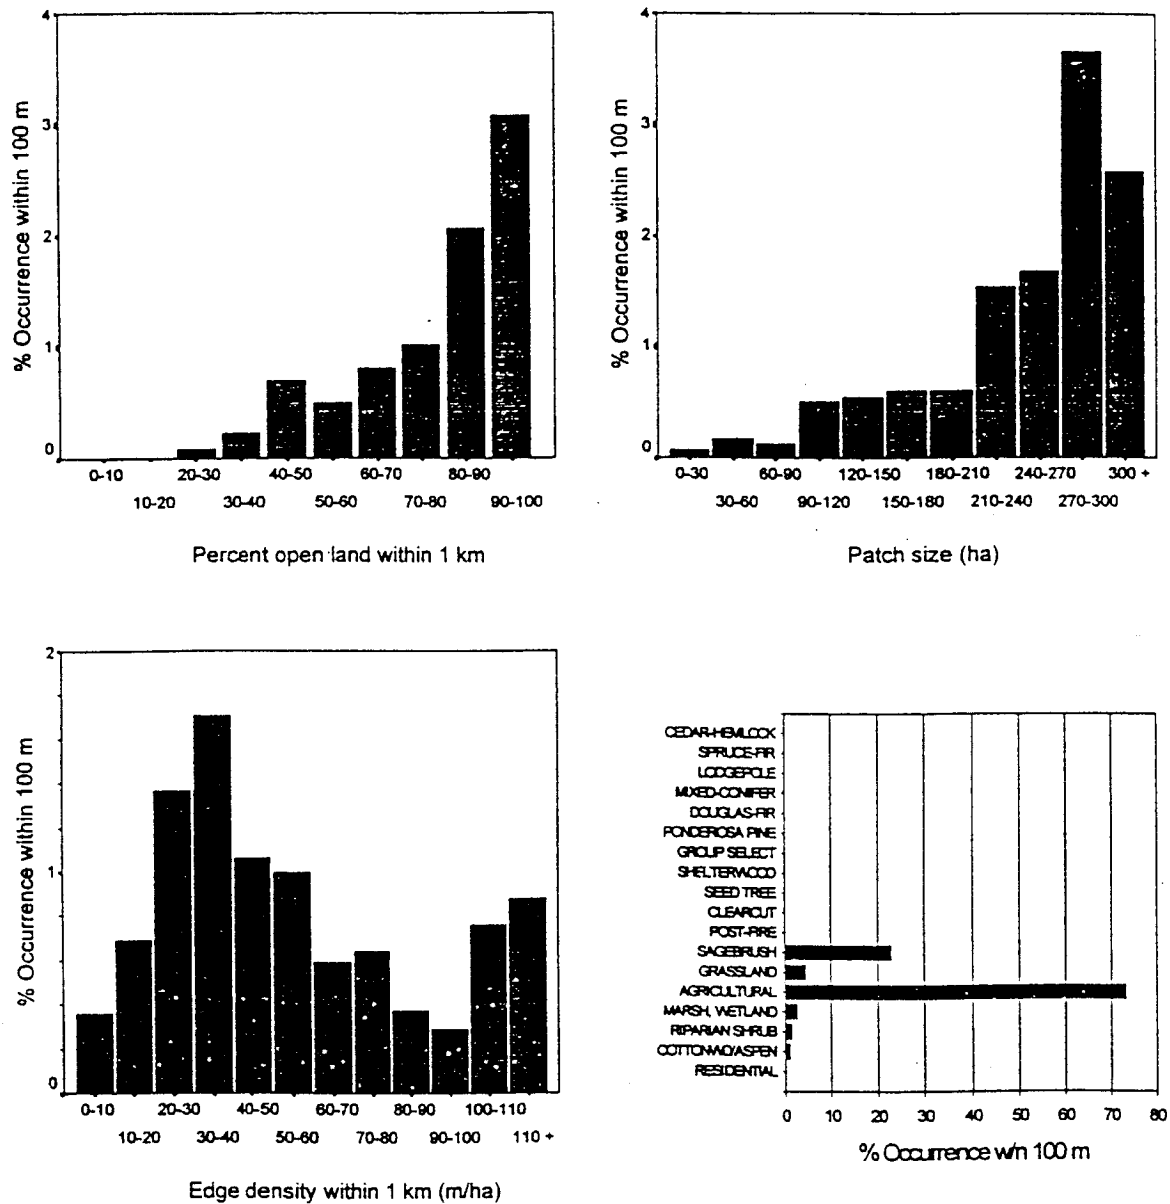 % Occurrence within 100 m
4
3
2
1
0
0-10 20-30 40-50 60-70 80-90
10-20 30-40 50-60 70-80 90-100
Percent open land within 1 km
% Occurrence within 100 m
4
3
2
1
0
0-30 60-90 120-150 180-210 240-270 300 +
30-60 90-120 150-180 210-240 270-300
Patch size (ha)
% Occurrence within 100 m
2
1
0
0-10 20-30 40-50 60-70 80-90 100-110
10-20 30-40 50-60 70-80 90-100 110 +
Edge density within 1 km (m/ha)
CEDAR-HEMLOCK
SPRUCE-FIR
LODGEPOLE
MIXED-CONIFER
DOUGLAS-FIR
PONDEROSA PINE
GROUP SELECT
SHELTERWOOD
SEED TREE
CLEARCUT
POST-FIRE
SAGEBRUSH
GRASSLAND
AGRICULTURAL
MARSH, WETLAND
RIPARIAN SHRUB
COTTONWD/ASPEN
RESIDENTIAL
0 10 20 30 40 50 60 70 80
% Occurrence w/n 100 m